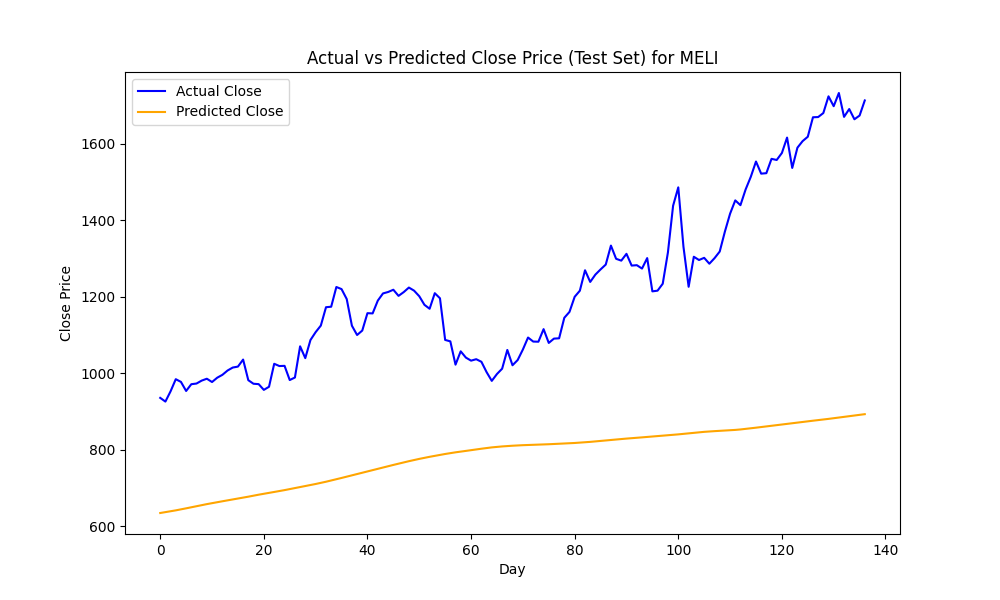 Actual vs Predicted Close Price (Test Set) for MELI
Actual Close
Predicted Close
1600
1400
1200
1000
800
600
Close Price
0 20 40 60 80 100 120 140
Day